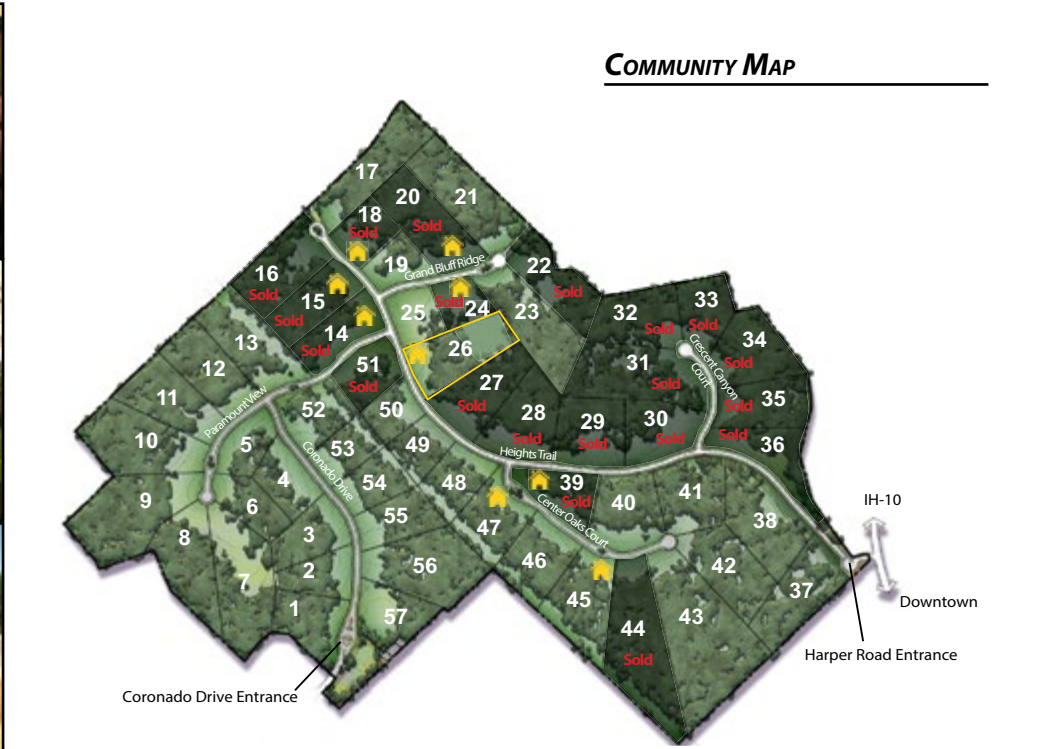 COMMUNITY MAP
17
20
21
18
Sold
Sold
19
Grand Bluff Ridge
22
Sold
16
Sold
15
Sold
14
Sold
13
12
11
10
9
8
Paramount View
25
Sold
24
23
26
51
Sold
50
52
53
54
55
56
57
Coronado Drive
5
4
6
3
2
7
1
27
Sold
28
Sold
29
Sold
30
Sold
31
Sold
32
Sold
33
Sold
34
Sold
35
Sold
36
Sold
Crescent Canyon
Court
Heights Trail
49
48
47
46
45
39
Sold
Center Oaks Court
40
41
38
42
37
43
44
Sold
IH-10
Downtown
Harper Road Entrance
Coronado Drive Entrance